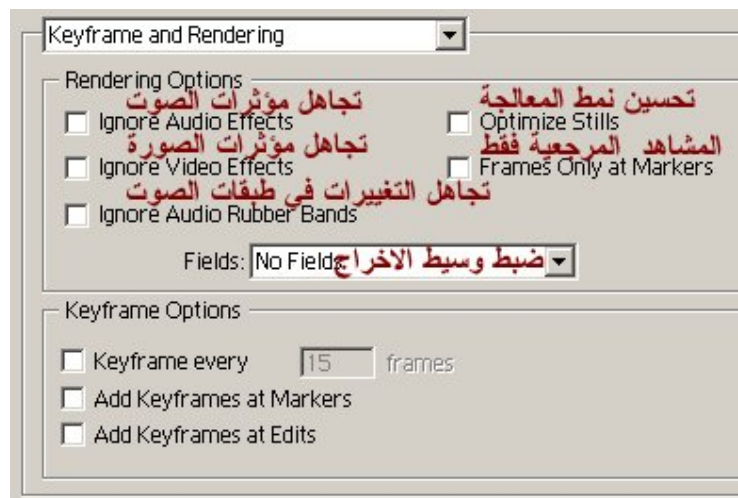 Keyframe and Rendering
Rendering Options
تجاهل مؤثرات الصوت
تحسين نمط المعالجة
Ignore Audio Effects
Optimize Stills
تجاهل مؤثرات الصورة
المشاهد المرجعية فقط
Ignore Video Effects
Frames Only at Markers
تجاهل التغييرات في طبقات الصوت
Ignore Audio Rubber Bands
Fields: No Fields ضبط وسيط الاخراج
Keyframe Options
Keyframe every 15 frames
Add Keyframes at Markers
Add Keyframes at Edits